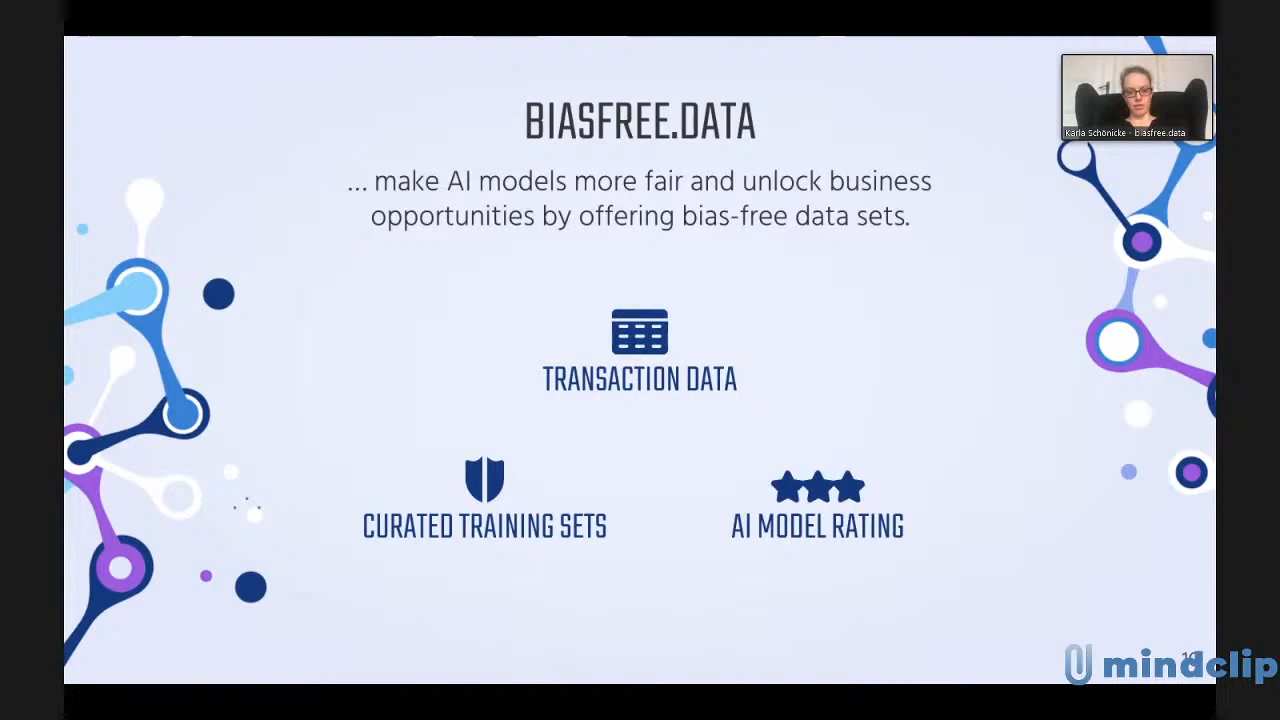 BIASFREE.DATA
... make AI models more fair and unlock business
opportunities by offering bias-free data sets.
Karla Schönicke - biasfree.data
TRANSACTION DATA
CURATED TRAINING SETS
AI MODEL RATING
mindclip